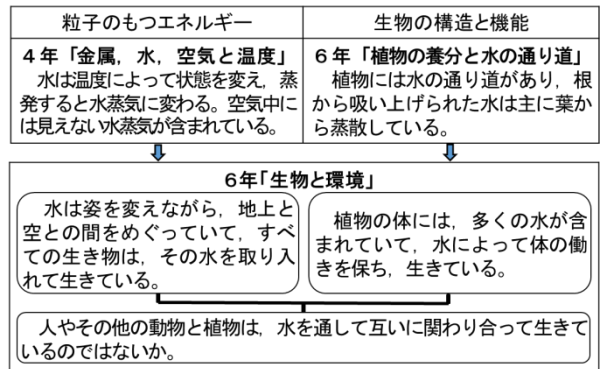 粒子のもつエネルギー
生物の構造と機能
4年「金属，水，空気と温度」
水は温度によって状態を変え，蒸
発すると水蒸気に変わる。空気中に
は見えない水蒸気が含まれている。
6年「植物の養分と水の通り道」
植物には水の通り道があり，根
から吸い上げられた水は主に葉か
ら蒸散している。
6年「生物と環境」
水は姿を変えながら，地上と
空との間をめぐっていて，すべ
ての生き物は，その水を取り入
れて生きている。
植物の体には，多くの水が含
まれていて，水によって体の働
きを保ち，生きている。
人やその他の動物と植物は，水を通して互いに関わり合って生きて
いるのではないか。